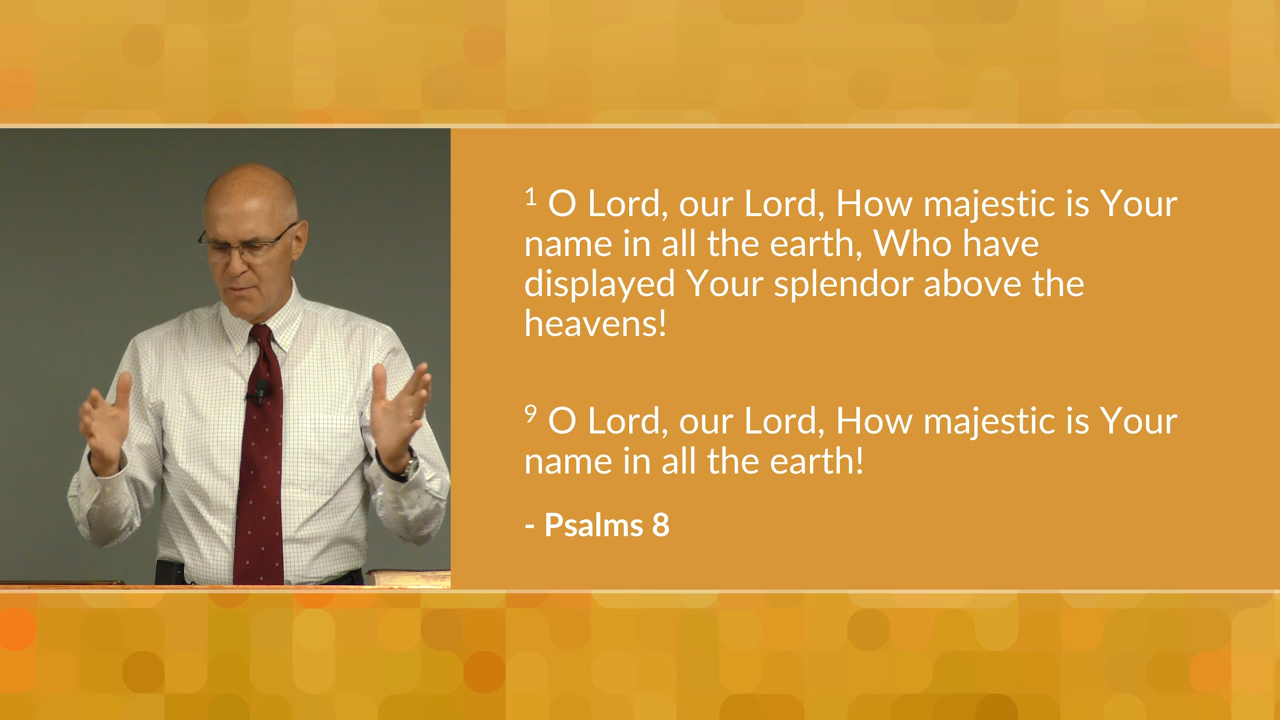 1 O Lord, our Lord, How majestic is Your
name in all the earth, Who have
displayed Your splendor above the
heavens!
9 O Lord, our Lord, How majestic is Your
name in all the earth!
- Psalms 8